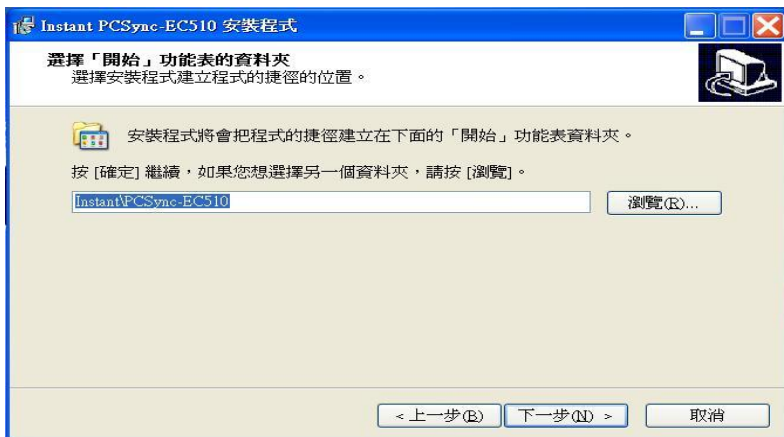 Instant PCSync-EC510 安裝程式
選擇「開始」功能表的資料夾
選擇安裝程式建立程式的捷徑的位置。
安裝程式將會把程式的捷徑建立在下面的「開始」功能表資料夾。
按 [確定] 繼續，如果您想選擇另一個資料夾，請按 [瀏覽]。
Instant\PCSync-EC510
瀏覽(R)...
< 上一步(B)
下一步(N) >
取消